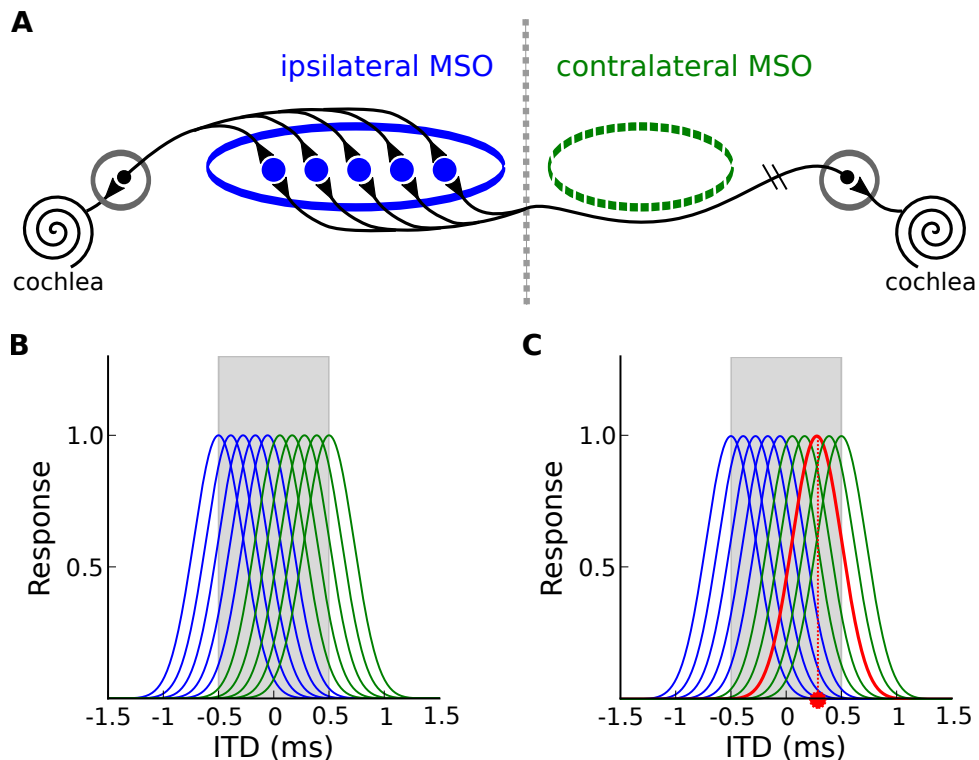 A
ipsilateral MSO
contralateral MSO
cochlea
cochlea
B
1.0
0.5
Response
-1.5
-1
-0.5
0
0.5
1
1.5
ITD (ms)
C
1.0
0.5
Response
-1.5
-1
-0.5
0
0.5
1
1.5
ITD (ms)